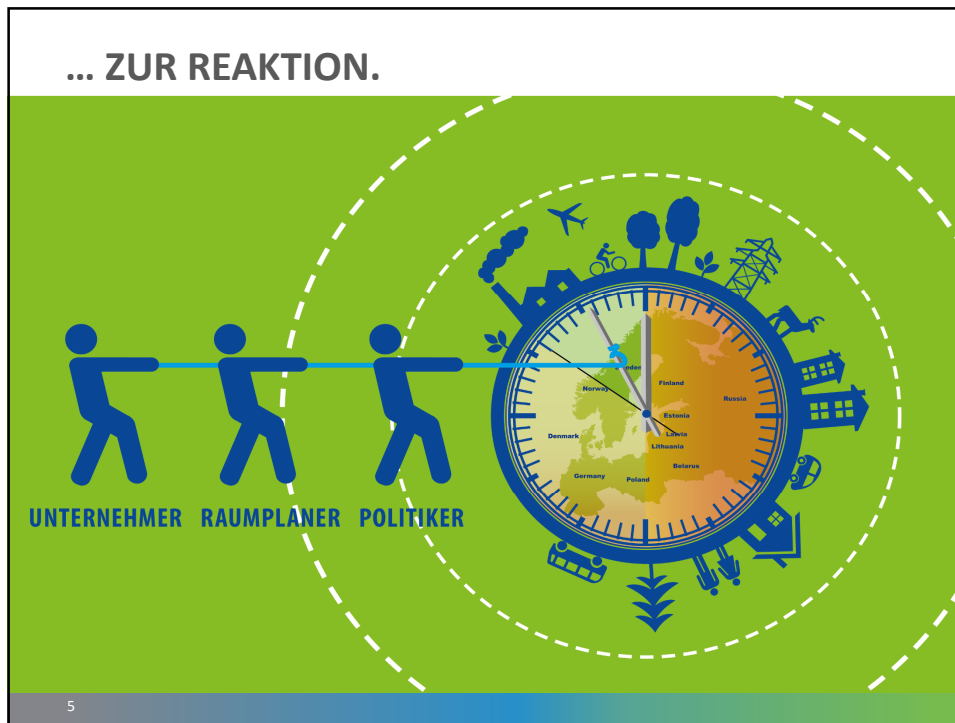 ... ZUR REAKTION.
Norway
Finland
Russia
Estonia
Denmark
Latvia
Lithuania
Belarus
Germany
Poland
UNTERNEHMER RAUMPLANER POLITIKER
5